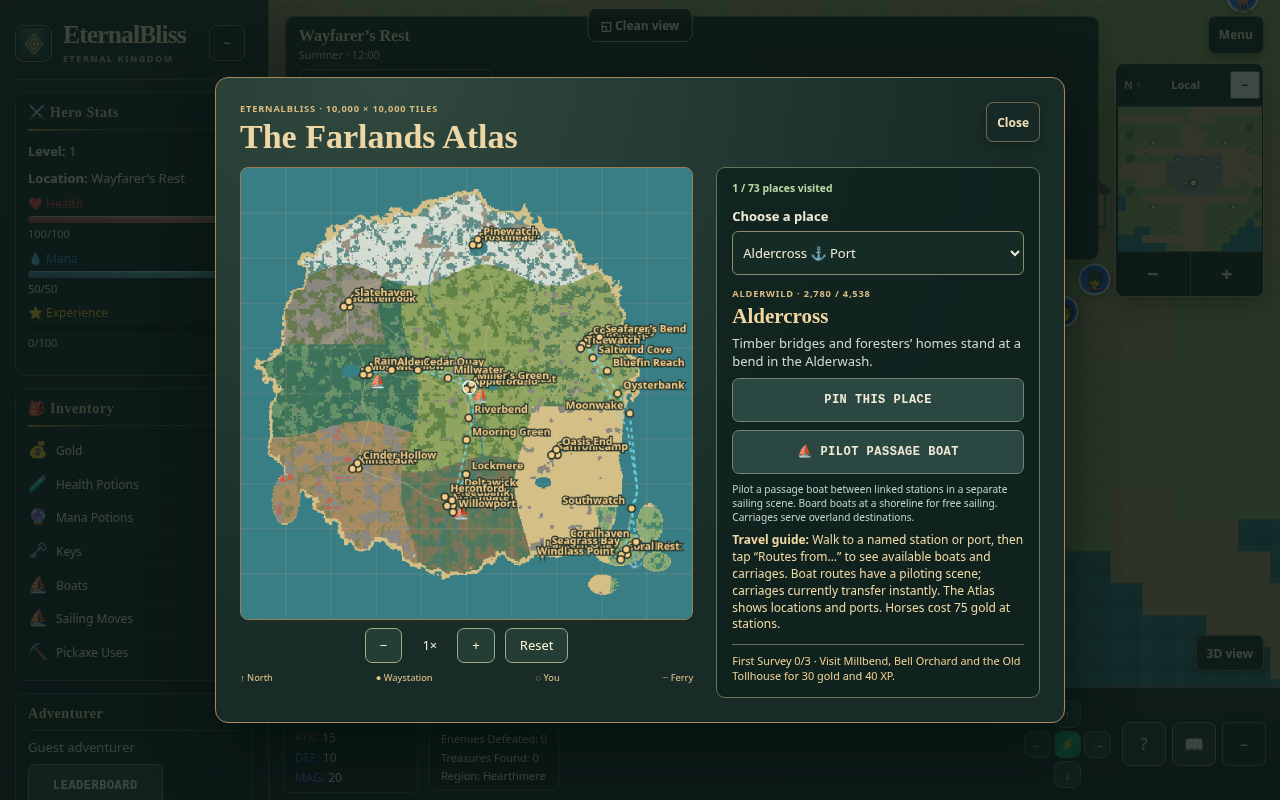 EternalBliss
ETERNAL KINGDOM
−
⚔️ Hero Stats
Level: 1
Location: Wayfarer's Rest
❤️ Health
100/100
💧 Mana
50/50
⭐ Experience
0/100
🎒 Inventory
Gold
Health Potions
Mana Potions
Keys
Boats
Sailing Moves
Pickaxe Uses
Adventurer
Guest adventurer
LEADERBOARD
Wayfarer's Rest
Summer · 12:00
◱ Clean view
Menu
N ↑ Local −
− +
3D view
ETERNALBLISS · 10,000 × 10,000 TILES
The Farlands Atlas
Close
Pinewatch
Slatehaven
Seafarer's Bend
Tidewatch
Saltwind Cove
Bluefin Reach
Cedar Quay
Millwater
Miller's Green
Oysterbank
Moonwake
Riverbend
Mooring Green
Oasis End
Cinder Hollow
Lockmere
Heronford
Willowport
Southwatch
Coralhaven
Seagrass Bay
Windlass Point
− 1× + Reset
↑ North ● Waystation ○ You ┄ Ferry
1 / 73 places visited
Choose a place
Aldercross ⚓ Port
ALDERWILD · 2,780 / 4,538
Aldercross
Timber bridges and foresters' homes stand at a
bend in the Alderwash.
PIN THIS PLACE
⛵ PILOT PASSAGE BOAT
Pilot a passage boat between linked stations in a separate
sailing scene. Board boats at a shoreline for free sailing.
Carriages serve overland destinations.
Travel guide: Walk to a named station or port, then
tap “Routes from…” to see available boats and
carriages. Boat routes have a piloting scene;
carriages currently transfer instantly. The Atlas
shows locations and ports. Horses cost 75 gold at
stations.
First Survey 0/3 · Visit Millbend, Bell Orchard and the Old
Tollhouse for 30 gold and 40 XP.
ATK: 15
DEF: 10
MAG: 20
Enemies Defeated: 0
Treasures Found: 0
Region: Hearthmere
← ⚡ →
↓
? 📖 −